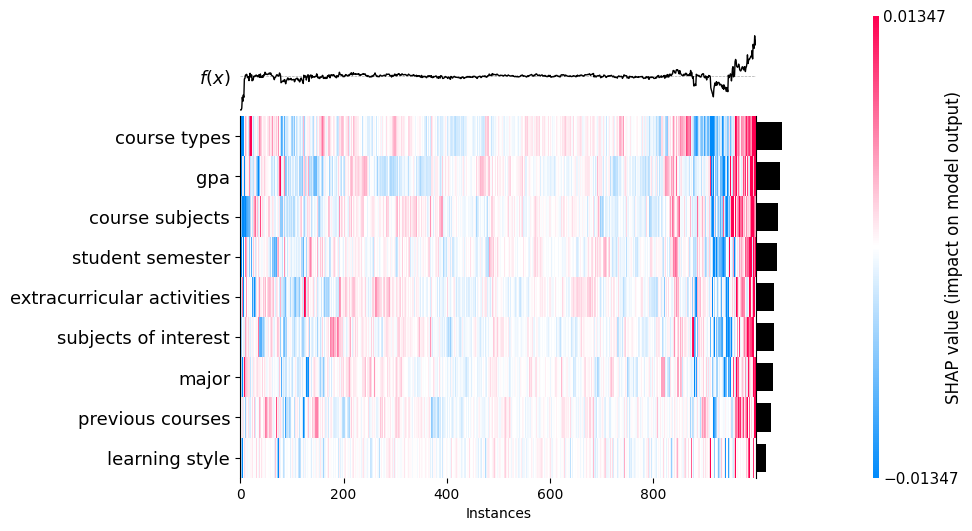 0.01347
f(x)
course types
gpa
course subjects
student semester
extracurricular activities
subjects of interest
major
previous courses
learning style
0 200 400 600 800
Instances
SHAP value (impact on model output)
−0.01347